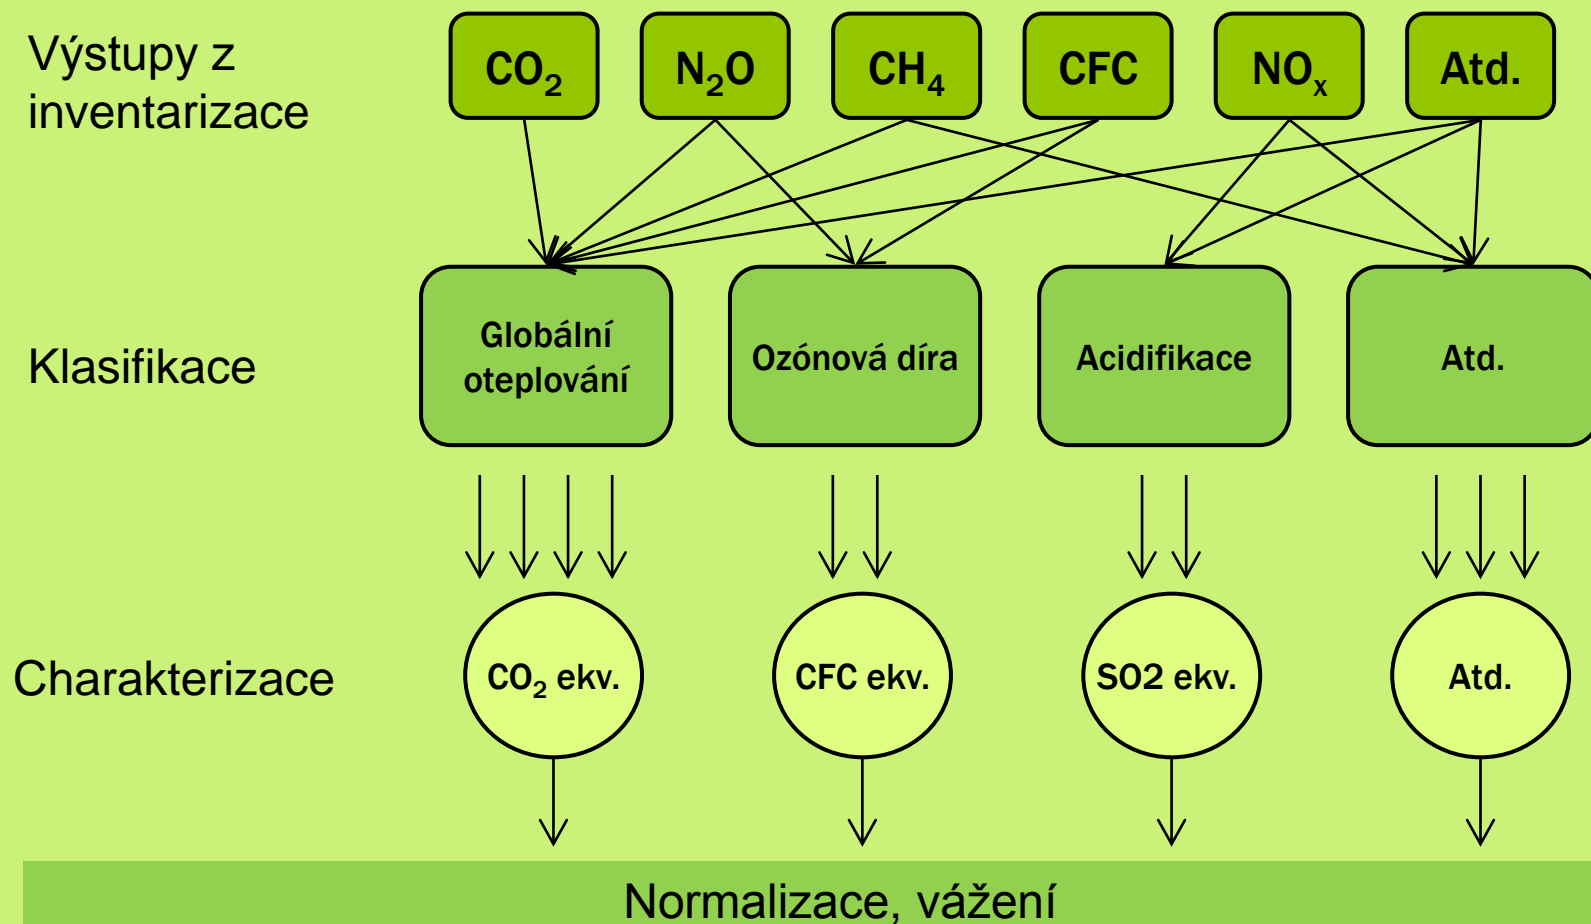 Výstupy z
inventarizace
CO₂ N₂O CH₄ CFC NOₓ Atd.
Klasifikace
Globální
oteplování
Ozónová díra
Acidifikace
Atd.
Charakterizace
CO₂ ekv.
CFC ekv.
SO2 ekv.
Atd.
Normalizace, vážení